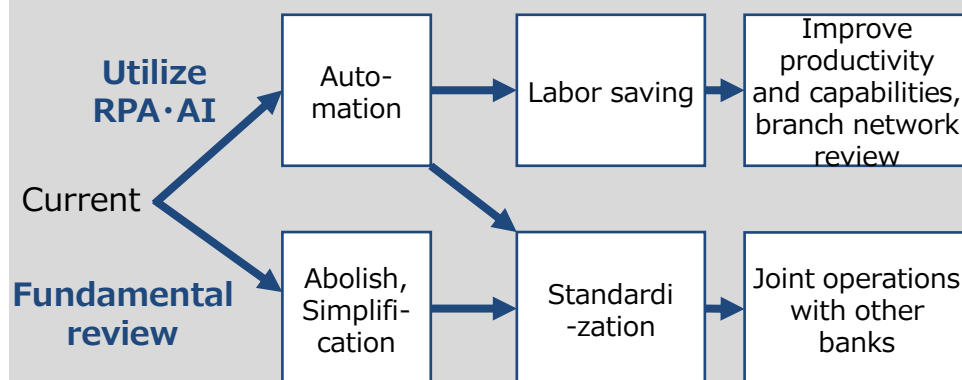 Utilize
RPA・AI
Auto-
mation
Labor saving
Improve
productivity
and capabilities,
branch network
review
Current
Fundamental
review
Abolish,
Simplifi-
cation
Standardi
-zation
Joint operations
with other
banks